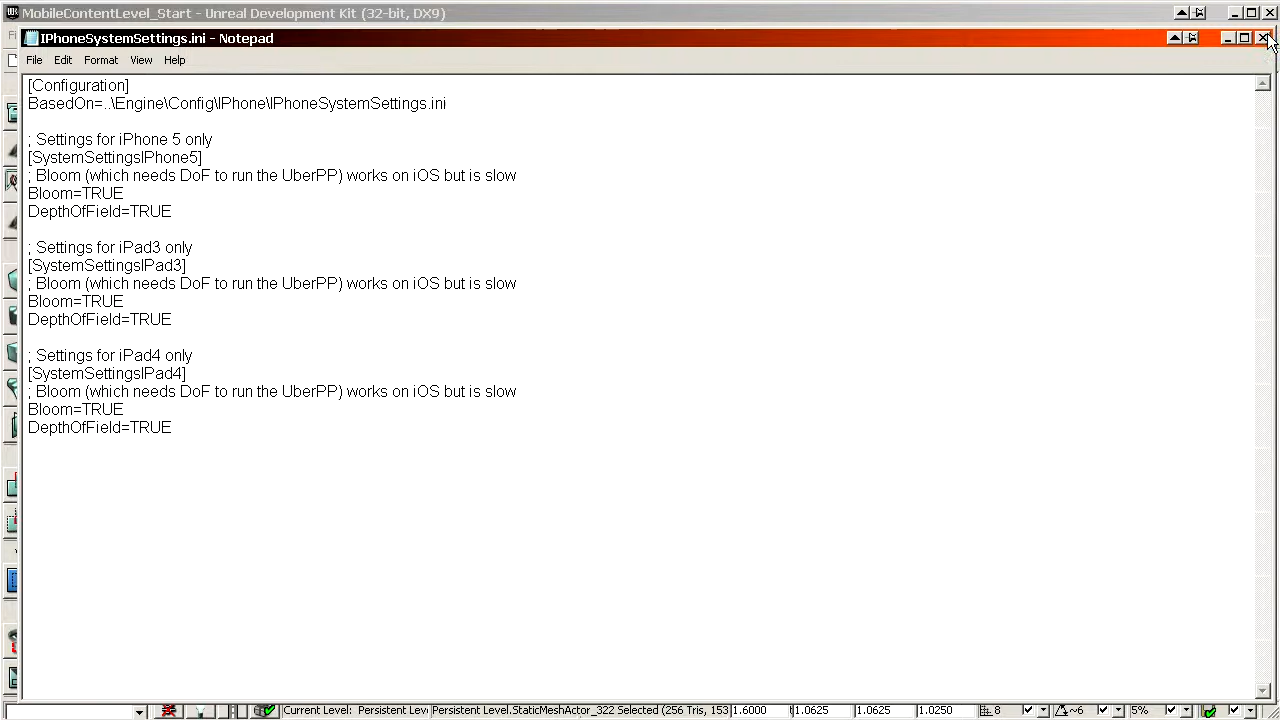 MobileContentLevel_Start - Unreal Development Kit (32-bit, DX9)
IPhoneSystemSettings.ini - Notepad
File Edit Format View Help
[Configuration]
BasedOn=..\Engine\Config\IPhone\IPhoneSystemSettings.ini
; Settings for iPhone 5 only
[SystemSettingsIPhone5]
; Bloom (which needs DoF to run the UberPP) works on iOS but is slow
Bloom=TRUE
DepthOfField=TRUE
; Settings for iPad3 only
[SystemSettingsIPad3]
; Bloom (which needs DoF to run the UberPP) works on iOS but is slow
Bloom=TRUE
DepthOfField=TRUE
; Settings for iPad4 only
[SystemSettingsIPad4]
; Bloom (which needs DoF to run the UberPP) works on iOS but is slow
Bloom=TRUE
DepthOfField=TRUE
Current Level: Persistent Leve Persistent Level.StaticMeshActor_322 Selected (256 Tris, 153 1.6000 1.0625 1.0625 1.0250 8 ~6 5%